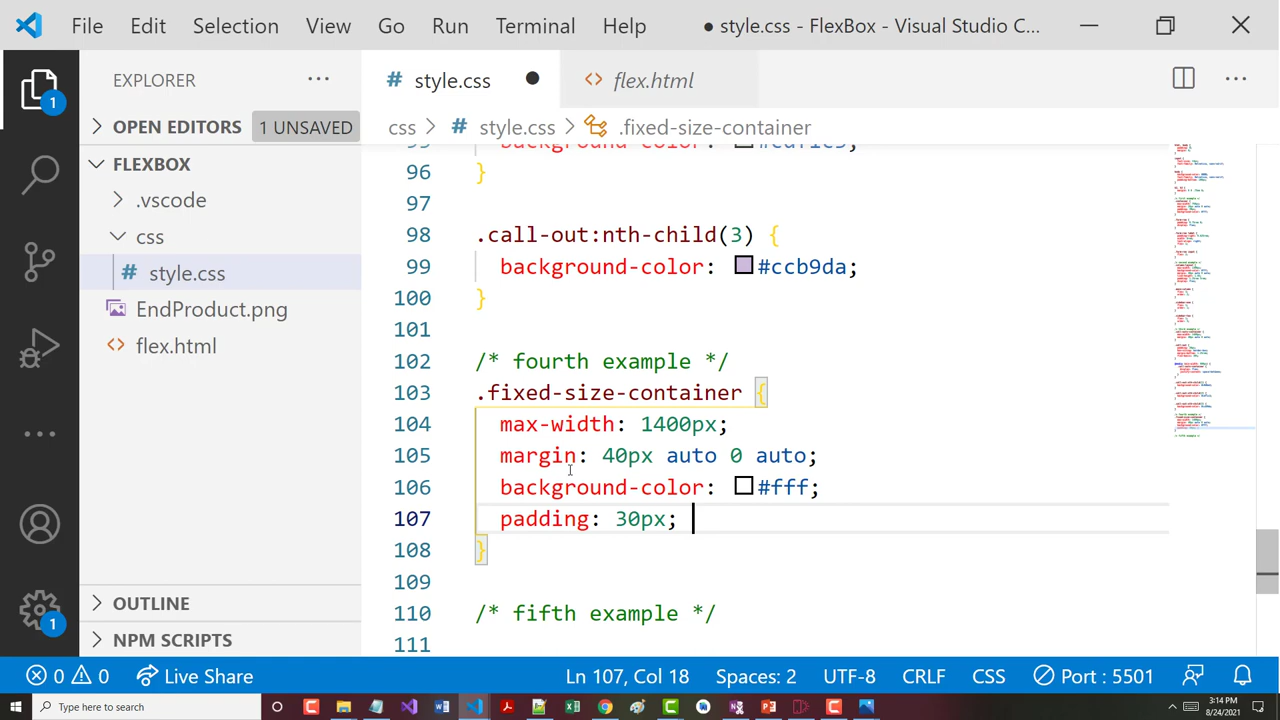 File Edit Selection View Go Run Terminal Help ● style.css - FlexBox - Visual Studio C...
EXPLORER ···
# style.css ●
<> flex.html
OPEN EDITORS 1 UNSAVED
css > # style.css > .fixed-size-container
FLEXBOX
.vscode
css
# style.css
EndProduct.png
<> flex.html
OUTLINE
NPM SCRIPTS
1
1
96 }
97
98 .call-out:nth-child(3) {
99 background-color: #ccb9da;
100 }
101
102 /* fourth example */
103 .fixed-size-container {
104 max-width: 1400px;
105 margin: 40px auto 0 auto;
106 background-color: #fff;
107 padding: 30px;
108 }
109
110 /* fifth example */
111
0 0 Live Share Ln 107, Col 18 Spaces: 2 UTF-8 CRLF CSS Port : 5501
Type here to search
3:14 PM
8/24/2021